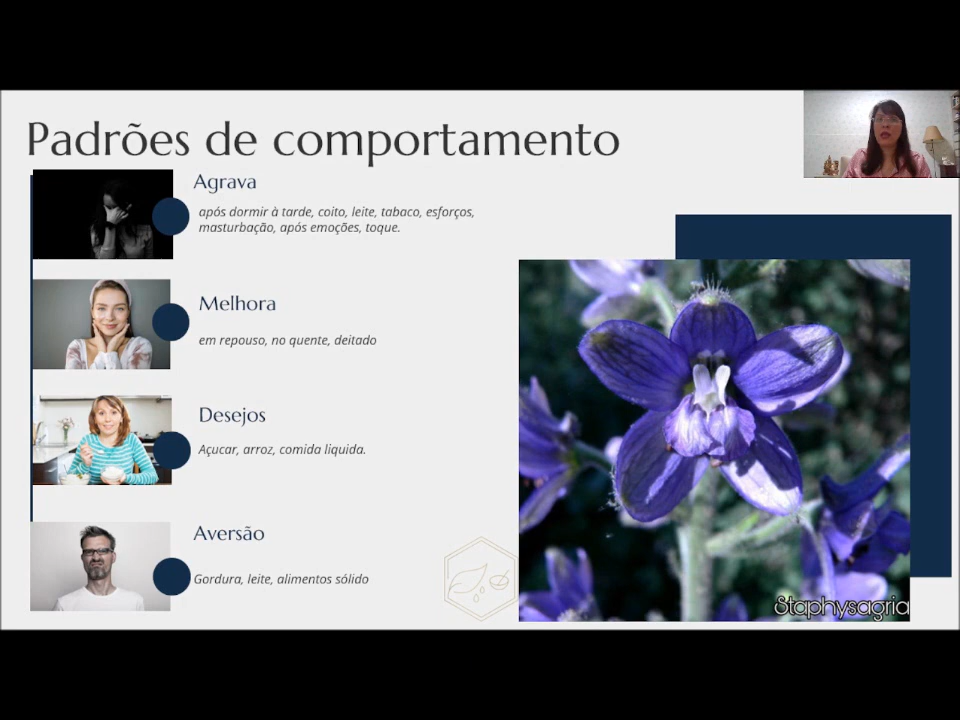 Padrões de comportamento
Agrava
após dormir à tarde, coito, leite, tabaco, esforços,
masturbação, após emoções, toque.
Melhora
em repouso, no quente, deitado
Desejos
Açucar, arroz, comida liquida.
Aversão
Gordura, leite, alimentos sólido
Staphysagria